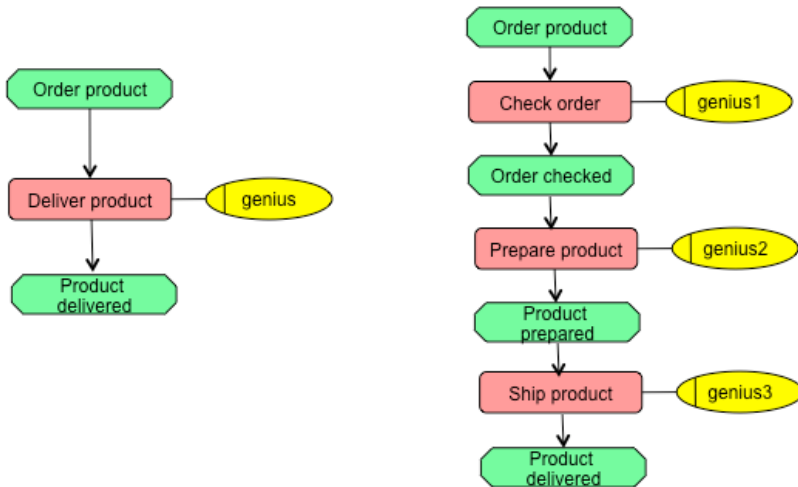 Order product
Deliver product
genius
Product
delivered
Order product
Check order
genius1
Order checked
Prepare product
genius2
Product
prepared
Ship product
genius3
Product
delivered